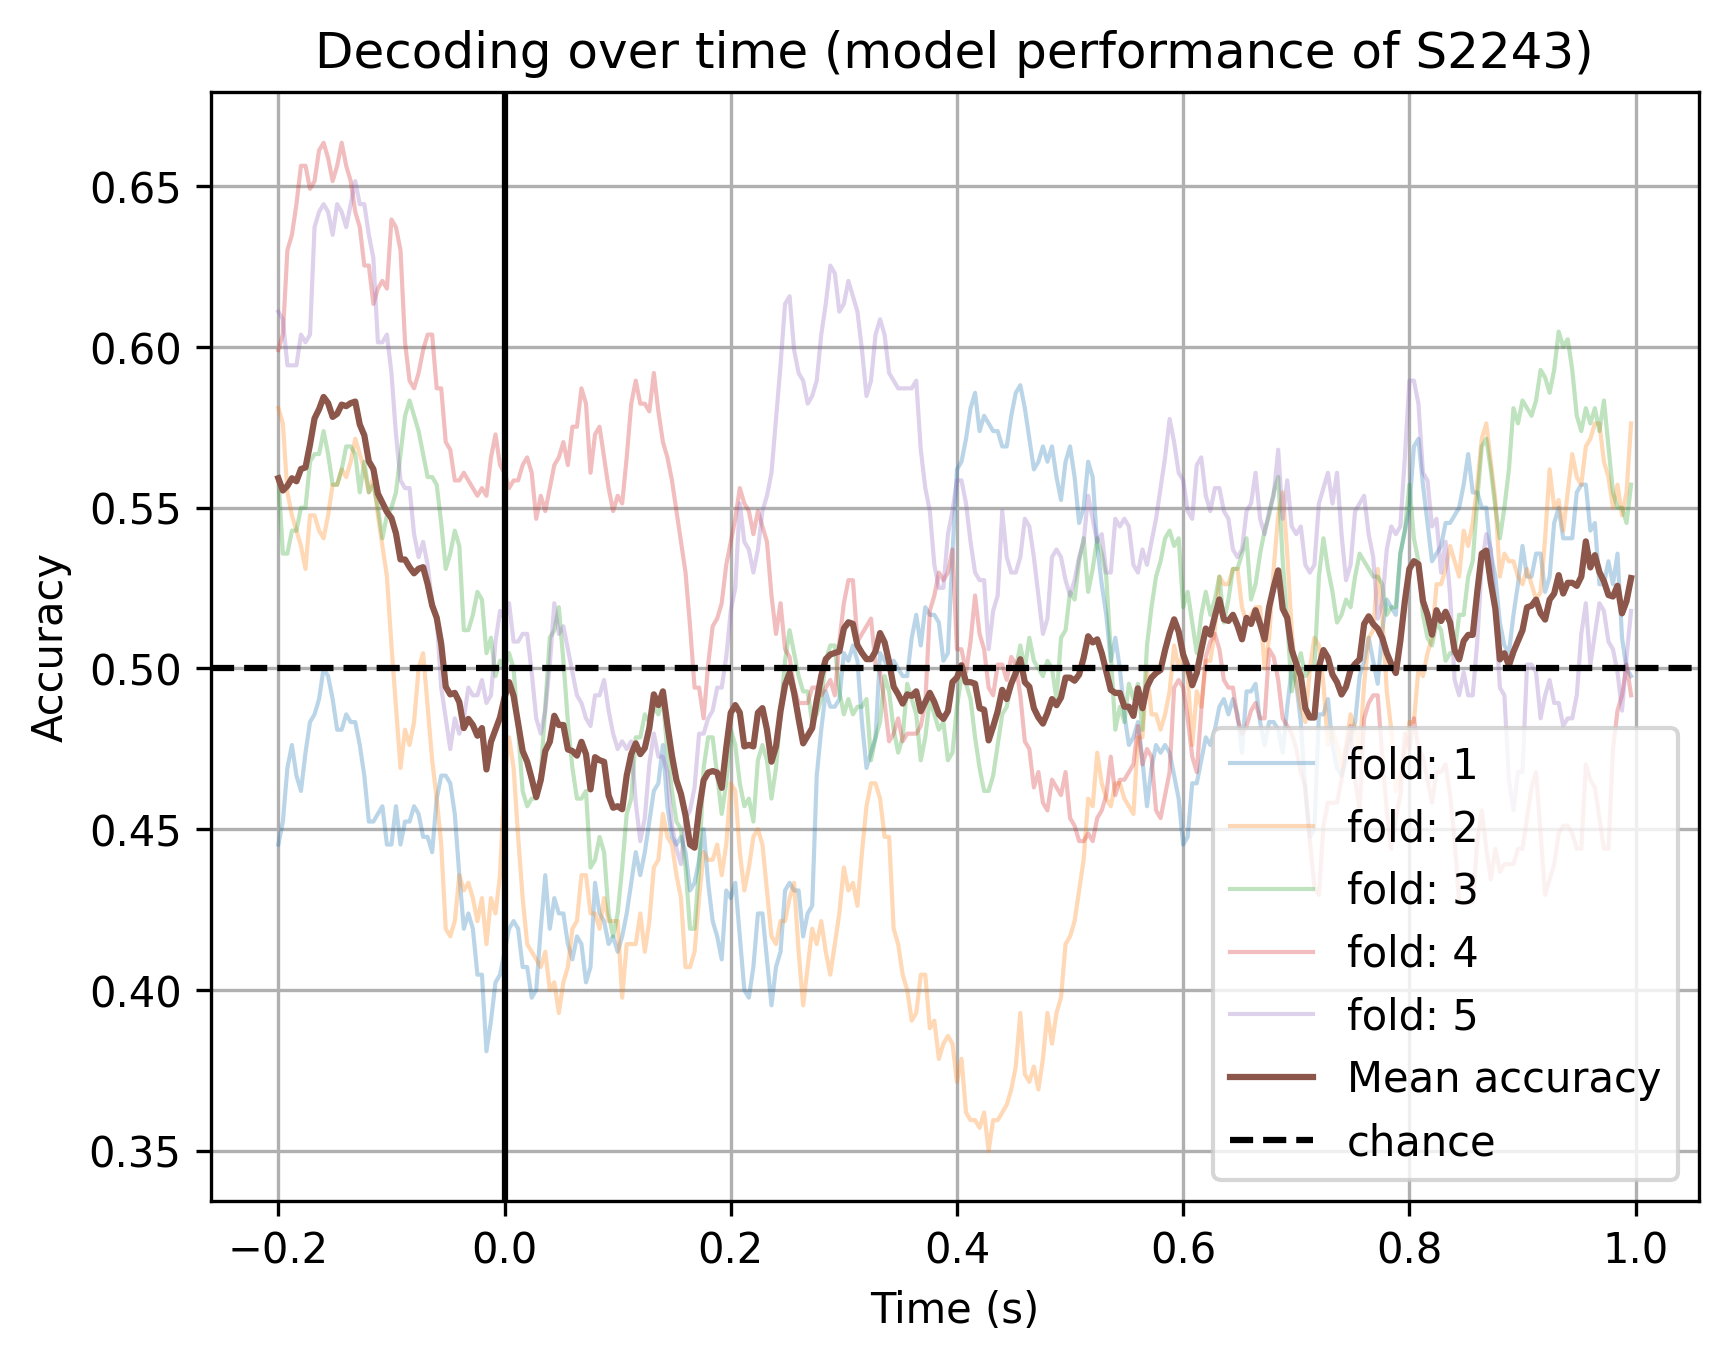 Decoding over time (model performance of S2243)
Accuracy
0.65
0.60
0.55
0.50
0.45
0.40
0.35
−0.2
0.0
0.2
0.4
0.6
0.8
1.0
Time (s)
fold: 1
fold: 2
fold: 3
fold: 4
fold: 5
Mean accuracy
chance